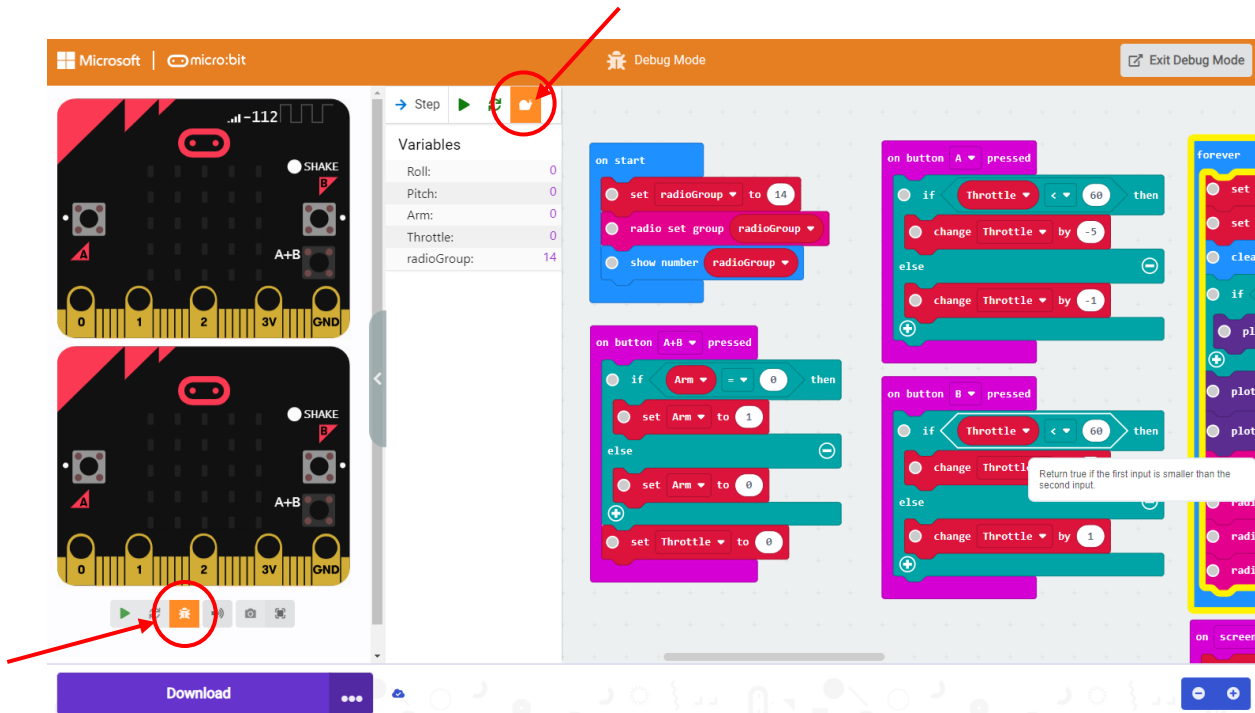 Microsoft | micro:bit
Debug Mode
Exit Debug Mode
-112
SHAKE
B
A
A+B
0 1 2 3V GND
SHAKE
B
A
A+B
0 1 2 3V GND
Download
Step
Variables
Roll: 0
Pitch: 0
Arm: 0
Throttle: 0
radioGroup: 14
on start
set radioGroup to 14
radio set group radioGroup
show number radioGroup
on button A+B pressed
if Arm = 0 then
set Arm to 1
else
set Arm to 0
set Throttle to 0
on button A pressed
if Throttle < 60 then
change Throttle by -5
else
change Throttle by -1
on button B pressed
if Throttle < 60 then
change Throttl
Return true if the first input is smaller than the
second input.
else
change Throttle by 1
forever
set
set
clea
if
pl
plot
plot
radi
radi
radi
on screen